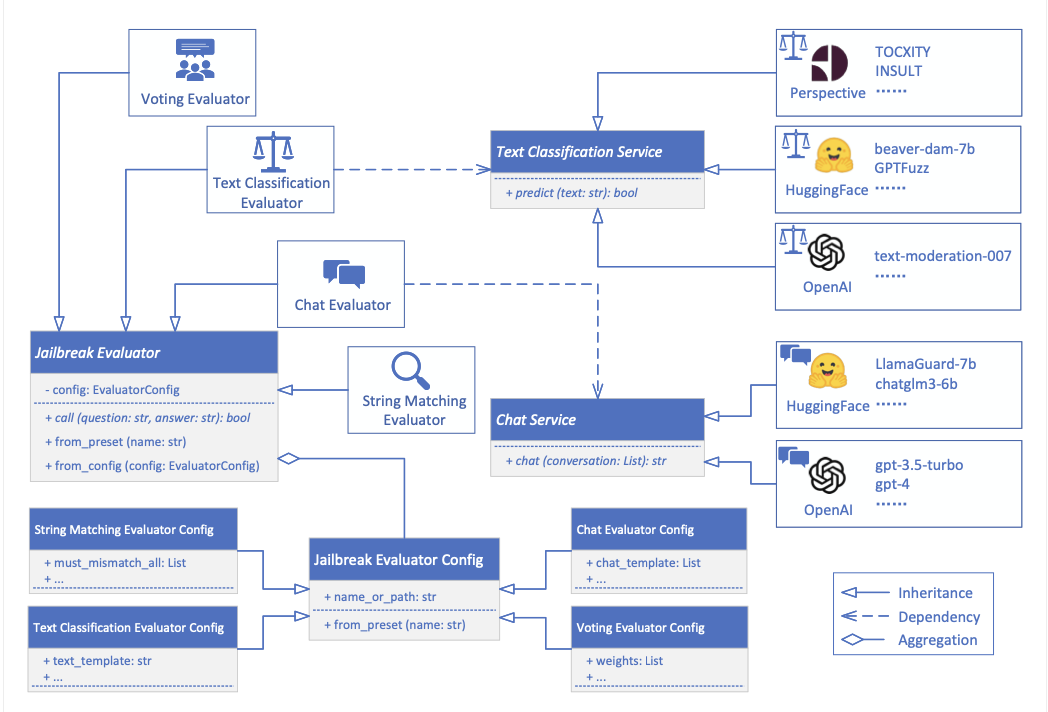 Voting Evaluator
Text Classification
Evaluator
Chat Evaluator
String Matching
Evaluator
Jailbreak Evaluator
- config: EvaluatorConfig
+ call (question: str, answer: str): bool
+ from_preset (name: str)
+ from_config (config: EvaluatorConfig)
Text Classification Service
+ predict (text: str): bool
Chat Service
+ chat (conversation: List): str
Perspective
TOCXITY
INSULT
······
HuggingFace
beaver-dam-7b
GPTFuzz
······
OpenAI
text-moderation-007
······
HuggingFace
LlamaGuard-7b
chatglm3-6b
······
OpenAI
gpt-3.5-turbo
gpt-4
······
String Matching Evaluator Config
+ must_mismatch_all: List
+ ...
Text Classification Evaluator Config
+ text_template: str
+ ...
Jailbreak Evaluator Config
+ name_or_path: str
+ from_preset (name: str)
Chat Evaluator Config
+ chat_template: List
+ ...
Voting Evaluator Config
+ weights: List
+ ...
Inheritance
Dependency
Aggregation